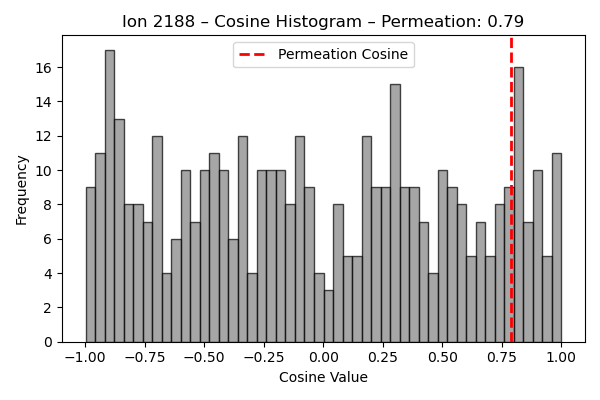 Ion 2188 – Cosine Histogram – Permeation: 0.79
Permeation Cosine
Frequency
16
14
12
10
8
6
4
2
0
−1.00 −0.75 −0.50 −0.25 0.00 0.25 0.50 0.75 1.00
Cosine Value